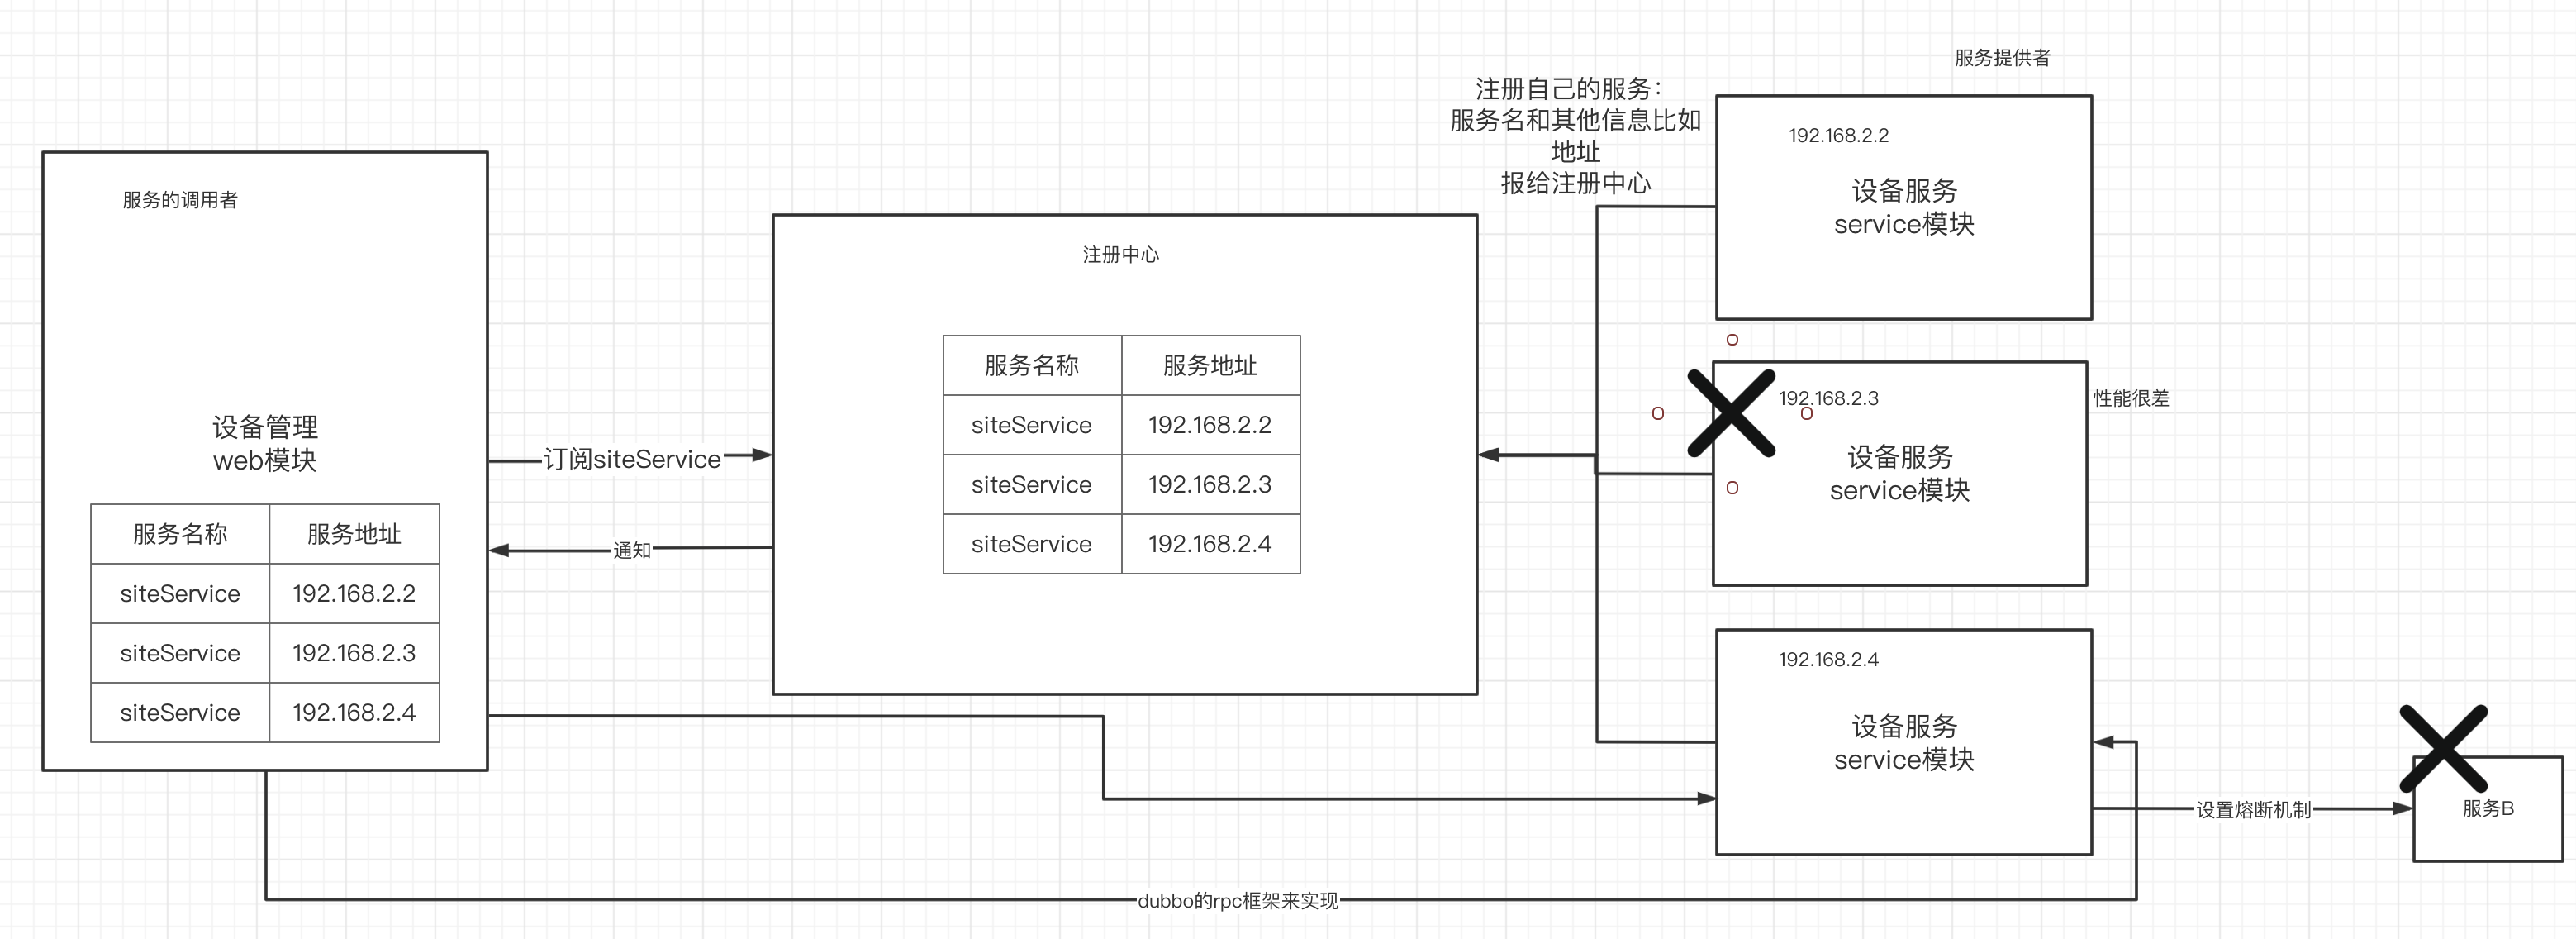 服务的调用者
设备管理
web模块
服务名称 服务地址
siteService 192.168.2.2
siteService 192.168.2.3
siteService 192.168.2.4
订阅siteService
通知
注册中心
服务名称 服务地址
siteService 192.168.2.2
siteService 192.168.2.3
siteService 192.168.2.4
注册自己的服务：
服务名和其他信息比如
地址
报给注册中心
服务提供者
192.168.2.2
设备服务
service模块
192.168.2.3
性能很差
设备服务
service模块
192.168.2.4
设备服务
service模块
设置熔断机制
服务B
dubbo的rpc框架来实现